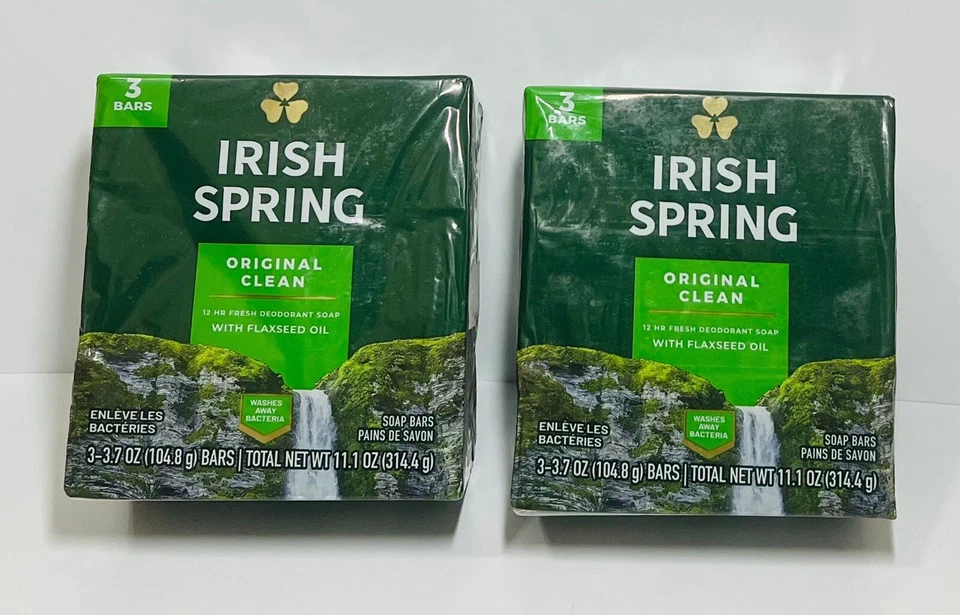 3
BARS
IRISH
SPRING
ORIGINAL
CLEAN
12 HR FRESH DEODORANT SOAP
WITH FLAXSEED OIL
WASHES
AWAY
BACTERIA
ENLÈVE LES
BACTÉRIES
SOAP BARS
PAINS DE SAVON
3-3.7 OZ (104.8 g) BARS | TOTAL NET WT 11.1 OZ (314.4 g)
3
BARS
IRISH
SPRING
ORIGINAL
CLEAN
12 HR FRESH DEODORANT SOAP
WITH FLAXSEED OIL
WASHES
AWAY
BACTERIA
ENLÈVE LES
BACTÉRIES
SOAP BARS
PAINS DE SAVON
3-3.7 OZ (104.8 g) BARS | TOTAL NET WT 11.1 OZ (314.4 g)